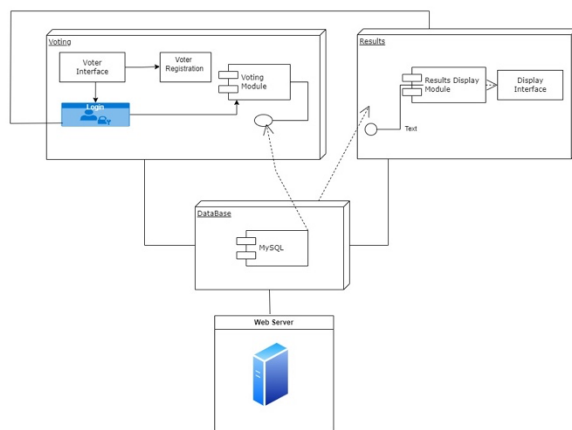 Voting
Voter
Interface
Voter
Registration
Voting
Module
Login
Results
Results Display
Module
Display
Interface
Text
DataBase
MySQL
Web Server